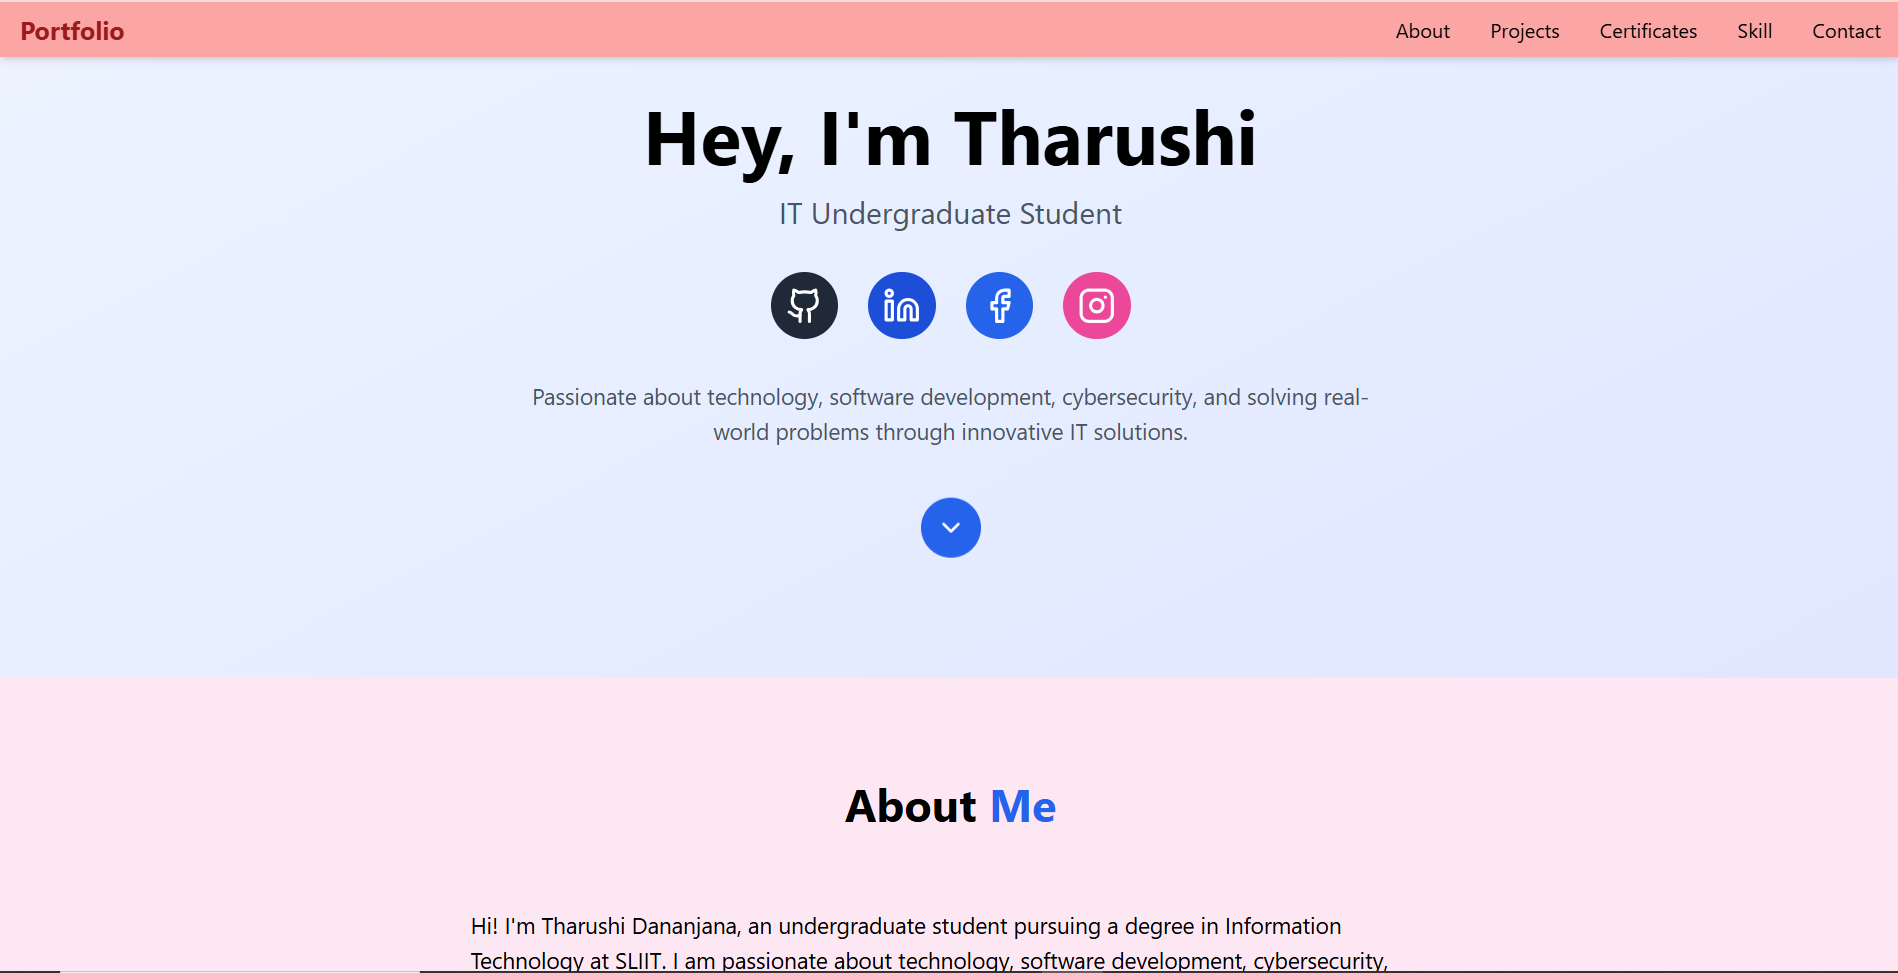 Portfolio
About Projects Certificates Skill Contact
Hey, I'm Tharushi
IT Undergraduate Student
Passionate about technology, software development, cybersecurity, and solving real-
world problems through innovative IT solutions.
About Me
Hi! I'm Tharushi Dananjana, an undergraduate student pursuing a degree in Information
Technology at SLIIT. I am passionate about technology, software development, cybersecurity,